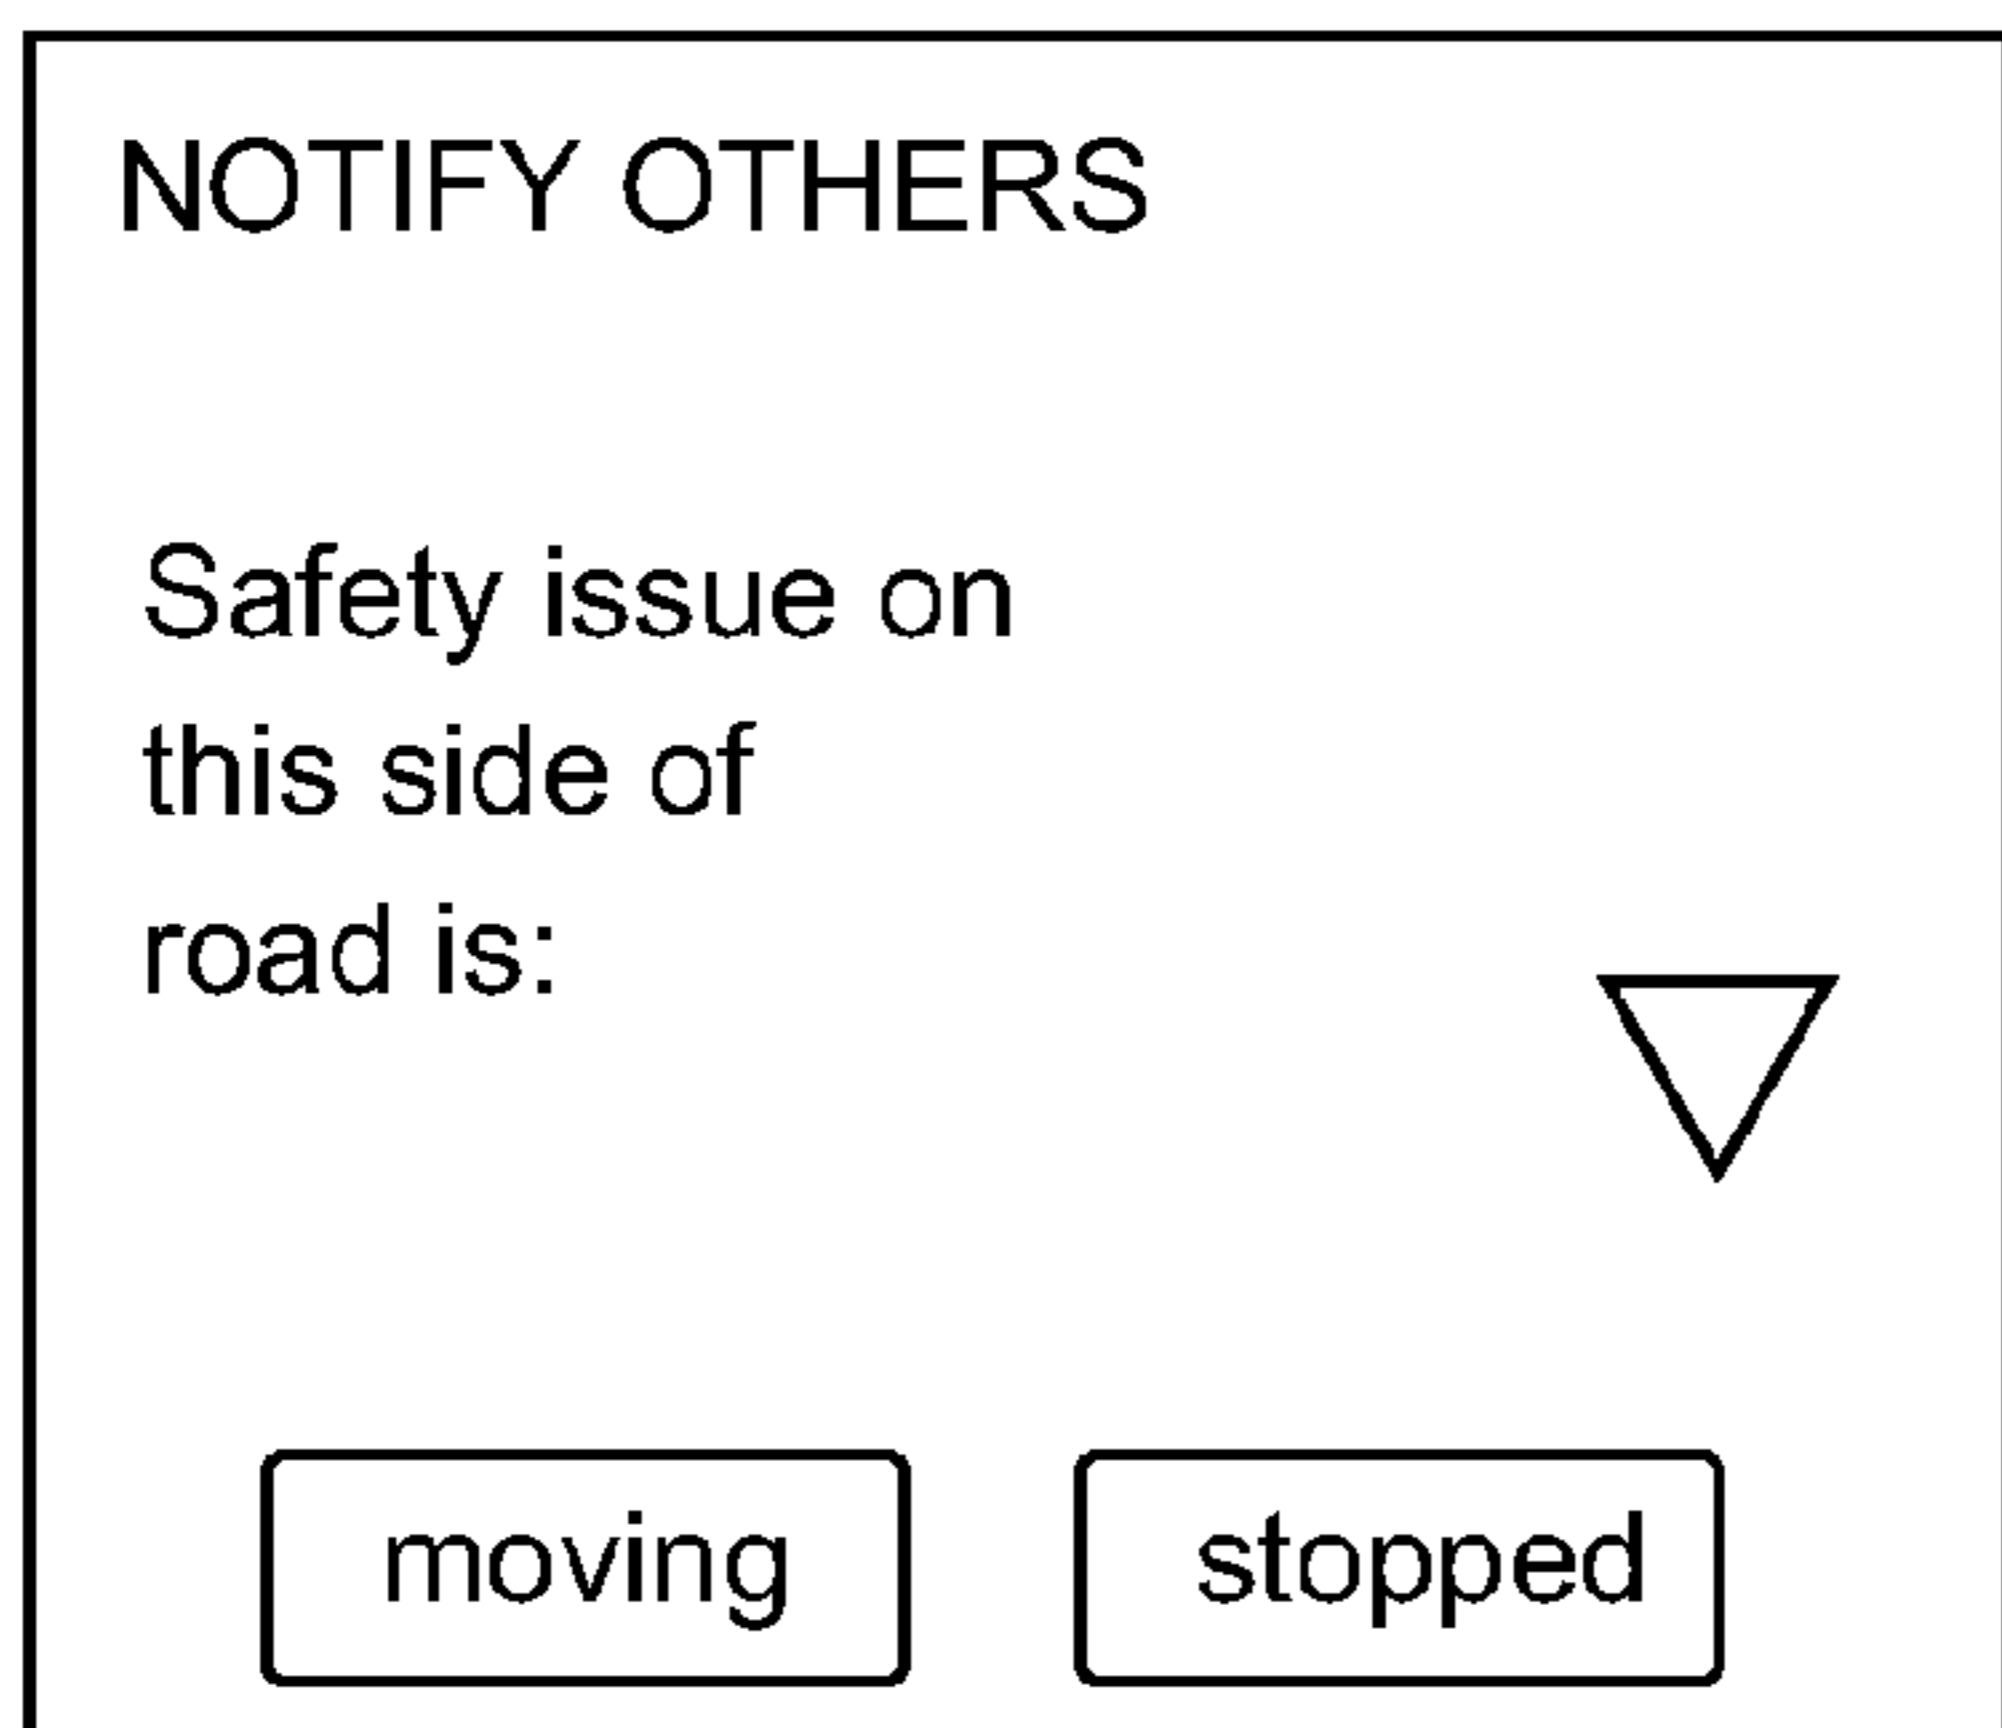 NOTIFY OTHERS
Safety issue on
this side of
road is:
moving stopped